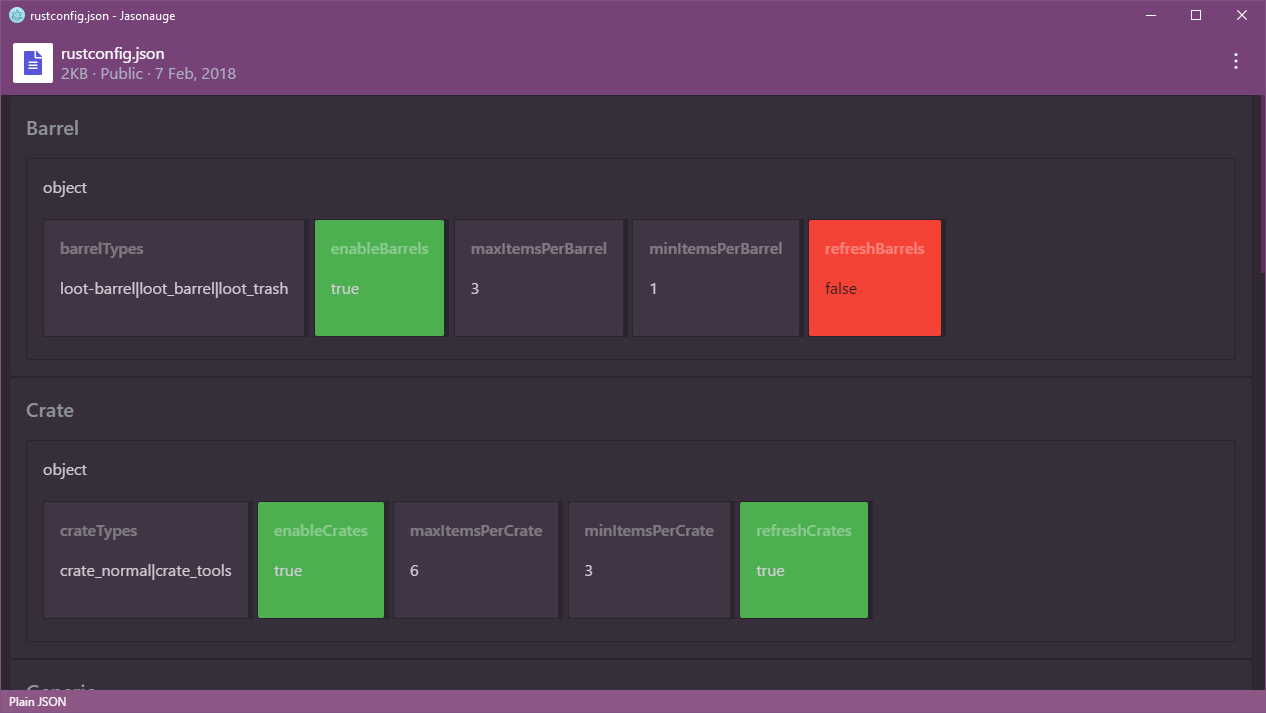 rustconfig.json - Jasonauge
rustconfig.json
2KB · Public · 7 Feb, 2018
Barrel
object
barrelTypes enableBarrels maxItemsPerBarrel minItemsPerBarrel refreshBarrels
loot-barrel|loot_barrel|loot_trash true 3 1 false
Crate
object
crateTypes enableCrates maxItemsPerCrate minItemsPerCrate refreshCrates
crate_normal|crate_tools true 6 3 true
Plain JSON